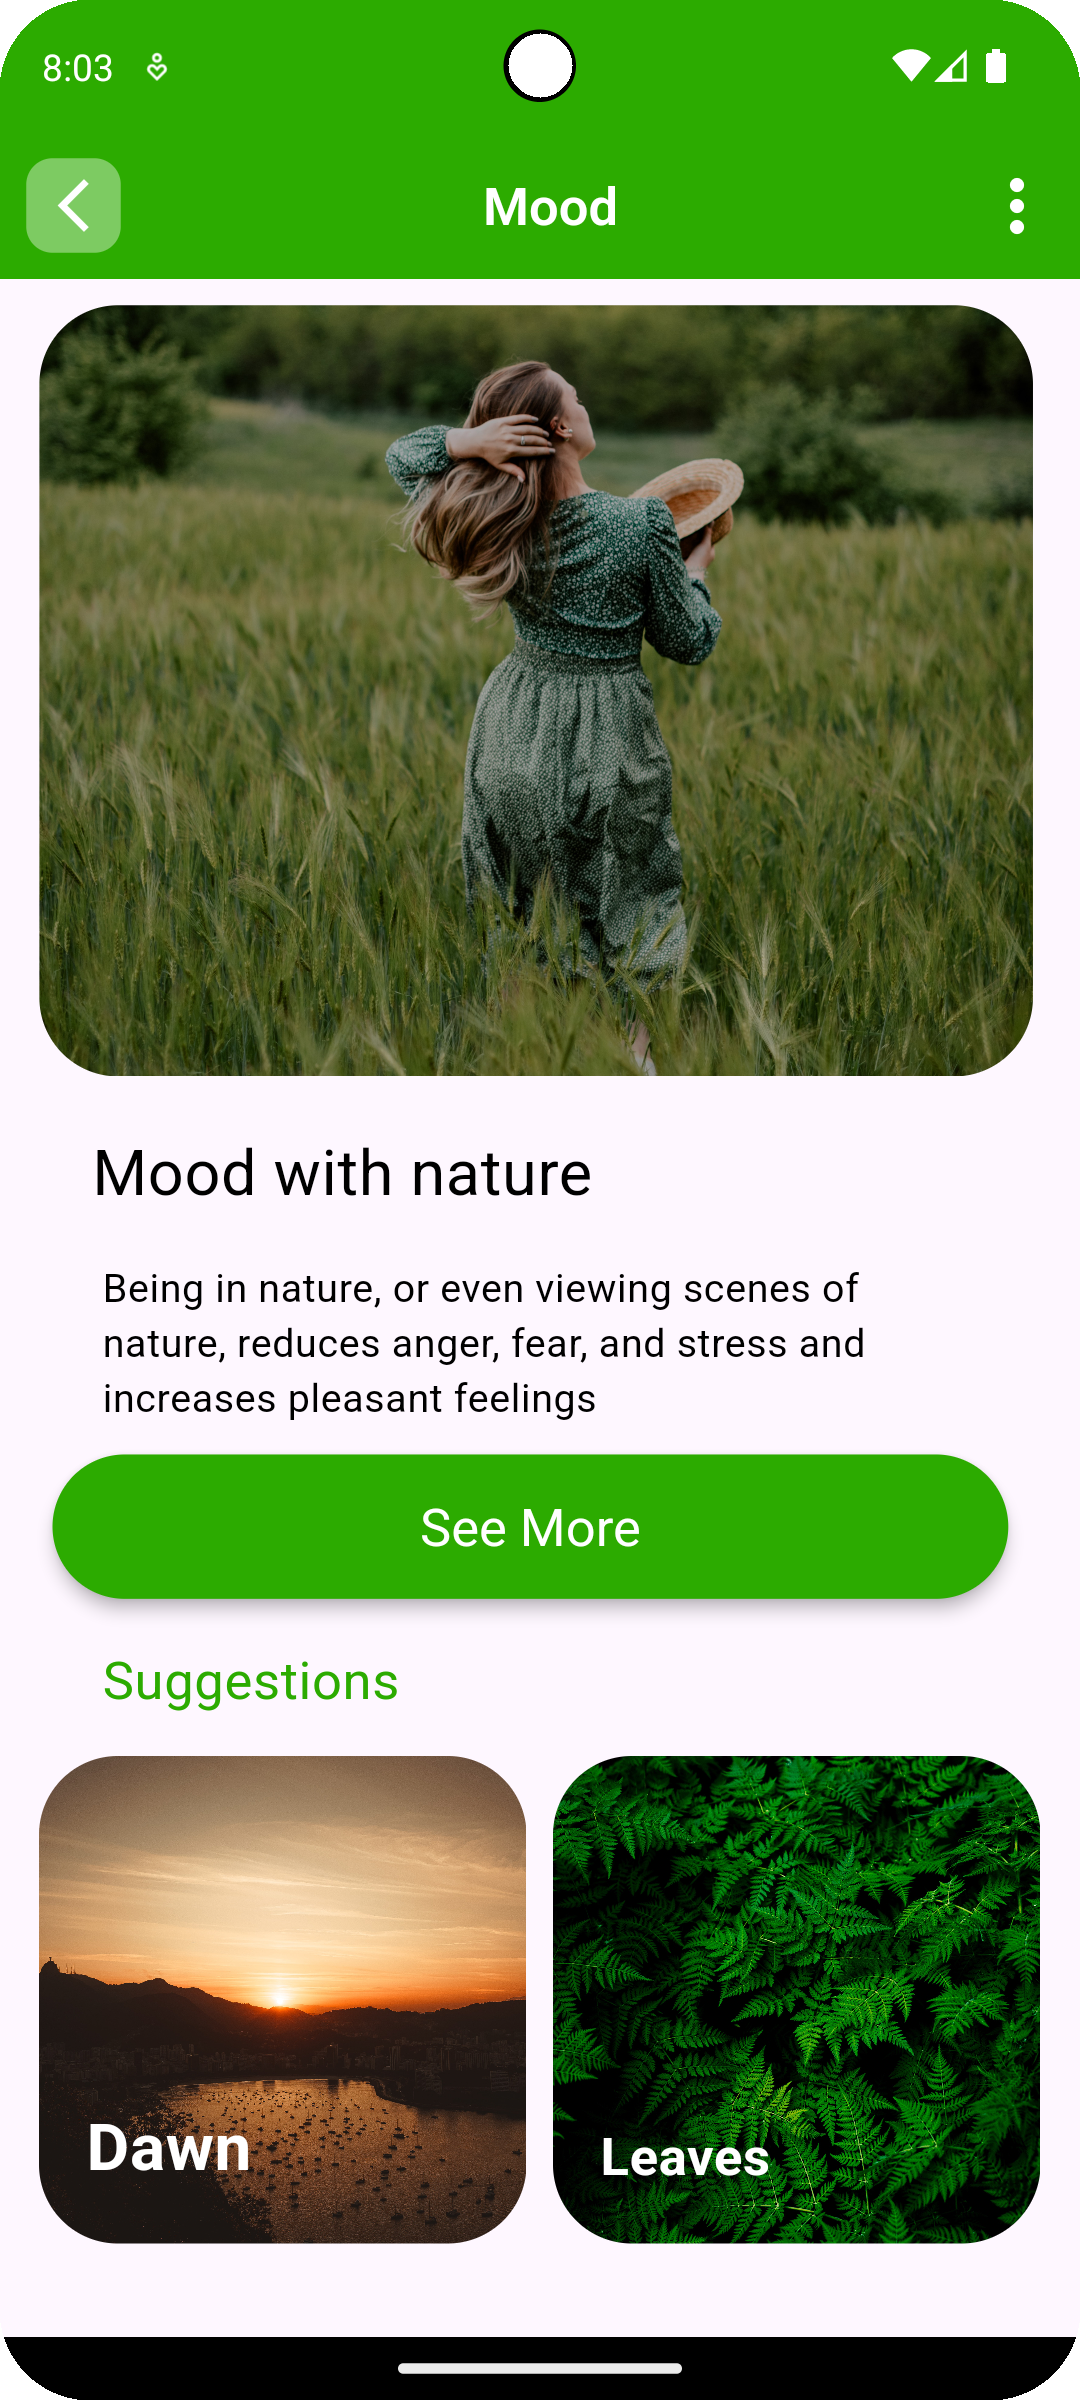 8:03
Mood
Mood with nature
Being in nature, or even viewing scenes of
nature, reduces anger, fear, and stress and
increases pleasant feelings
See More
Suggestions
Dawn
Leaves